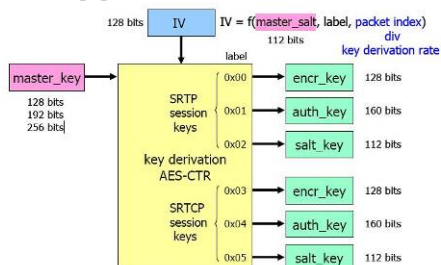 128 bits
IV
IV = f(master_salt, label, packet index)
div
112 bits
key derivation rate
label
master_key
0x00
encr_key
128 bits
128 bits
192 bits
256 bits
SRTP
session
keys
0x01
auth_key
160 bits
0x02
salt_key
112 bits
key derivation
AES-CTR
0x03
encr_key
128 bits
SRTCP
session
keys
0x04
auth_key
160 bits
0x05
salt_key
112 bits